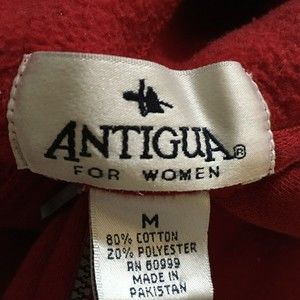 ANTIGUA®
FOR WOMEN
M
80% COTTON
20% POLYESTER
RN 60999
MADE IN
PAKISTAN